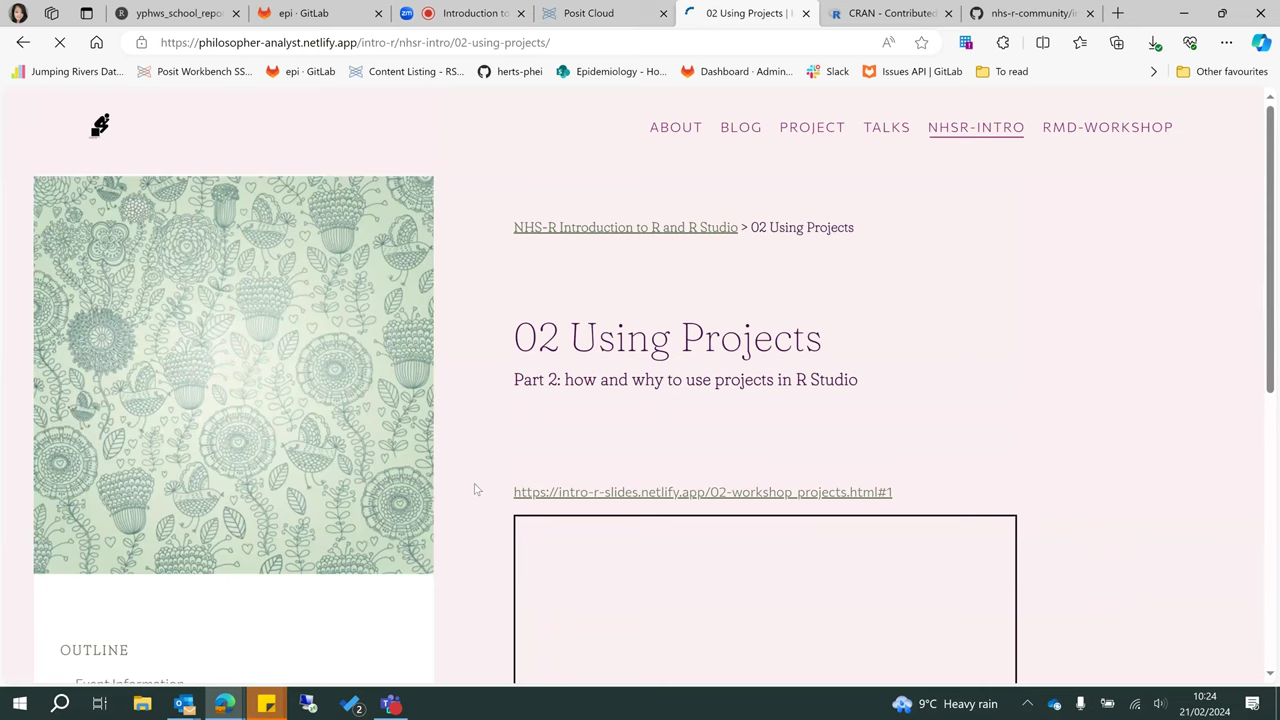 yphws_school_repo
epi · GitLab
Introduction to
Posit Cloud
02 Using Projects |
CRAN - Contributed
nhs-r-community/i
https://philosopher-analyst.netlify.app/intro-r/nhsr-intro/02-using-projects/
Jumping Rivers Dat...
Posit Workbench SS...
epi · GitLab
Content Listing - RS...
herts-phei
Epidemiology - Ho...
Dashboard · Admin...
Slack
Issues API | GitLab
To read
Other favourites
ABOUT BLOG PROJECT TALKS NHSR-INTRO RMD-WORKSHOP
NHS-R Introduction to R and R Studio > 02 Using Projects
02 Using Projects
Part 2: how and why to use projects in R Studio
https://intro-r-slides.netlify.app/02-workshop_projects.html#1
OUTLINE
Event Information
9°C Heavy rain
10:24
21/02/2024